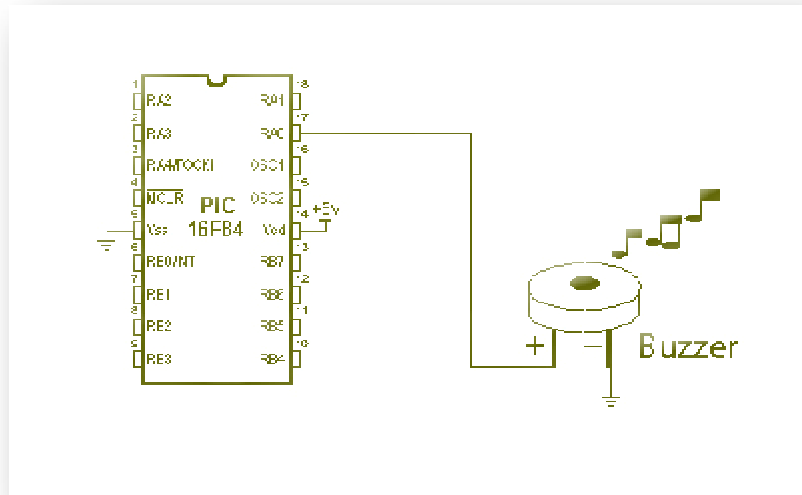 1 18
RA2 RA1
2 17
RA3 RA0
3 16
RA4/TOCKI OSC1
4 15
MCLR OSC2
PIC
5 14 +5v
Vss 16F84 Vdd
6 13
RB0/INT RB7
7 12
RB1 RB6
8 11
RB2 RB5
9 10
RB3 RB4
+ − Buzzer